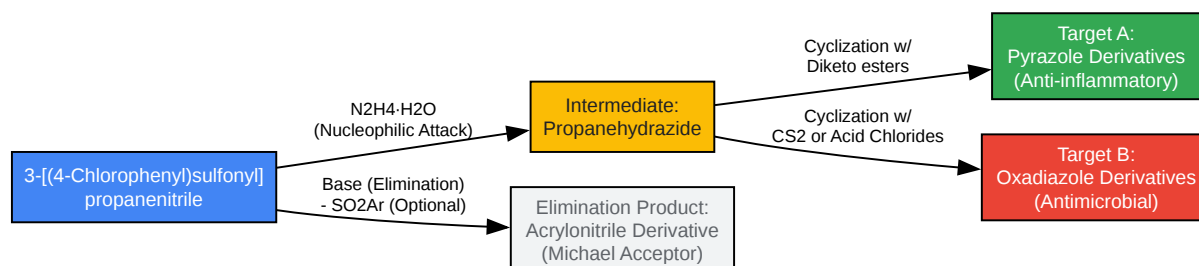 3-[(4-Chlorophenyl)sulfonyl]
propanenitrile
N2H4·H2O
(Nucleophilic Attack)
Base (Elimination)
- SO2Ar (Optional)
Intermediate:
Propanehydrazide
Elimination Product:
Acrylonitrile Derivative
(Michael Acceptor)
Cyclization w/
Diketo esters
Cyclization w/
CS2 or Acid Chlorides
Target A:
Pyrazole Derivatives
(Anti-inflammatory)
Target B:
Oxadiazole Derivatives
(Antimicrobial)